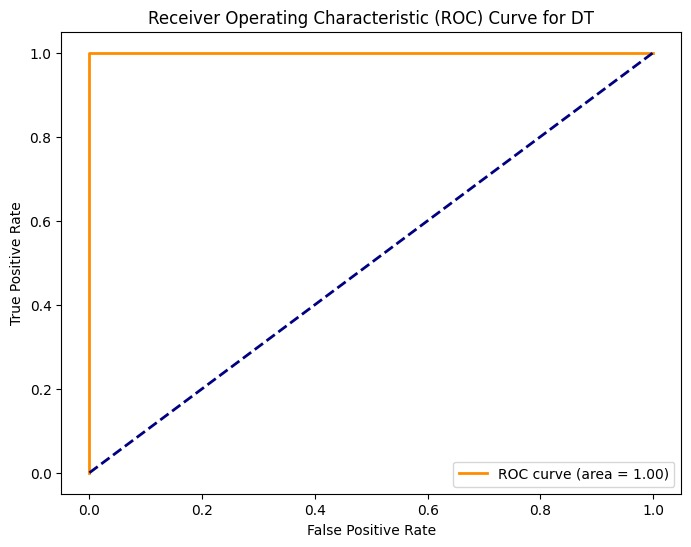 Receiver Operating Characteristic (ROC) Curve for DT
True Positive Rate
1.0
0.8
0.6
0.4
0.2
0.0
ROC curve (area = 1.00)
0.0 0.2 0.4 0.6 0.8 1.0
False Positive Rate